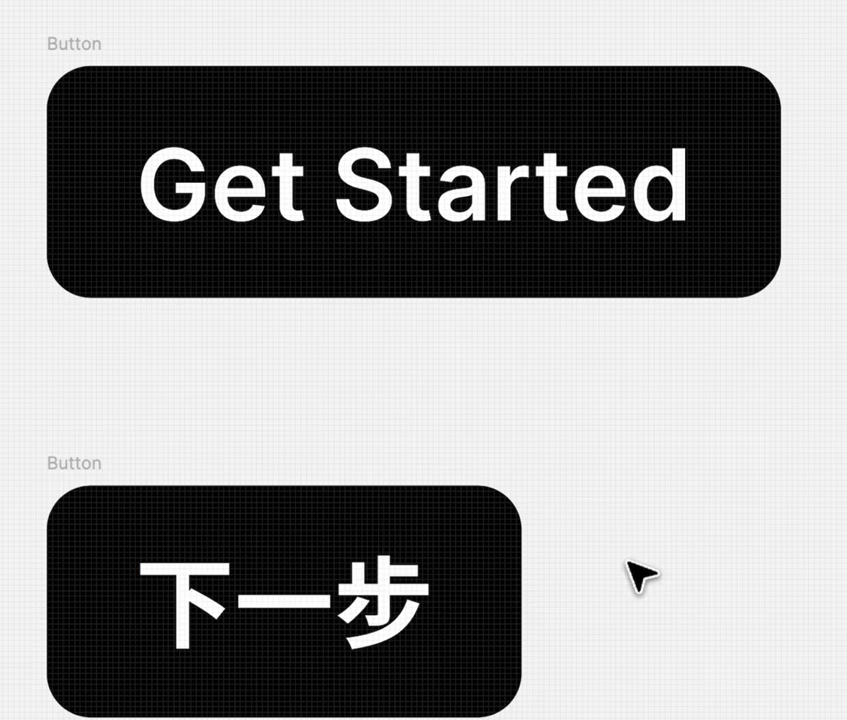 Button
Get Started
Button
下一步